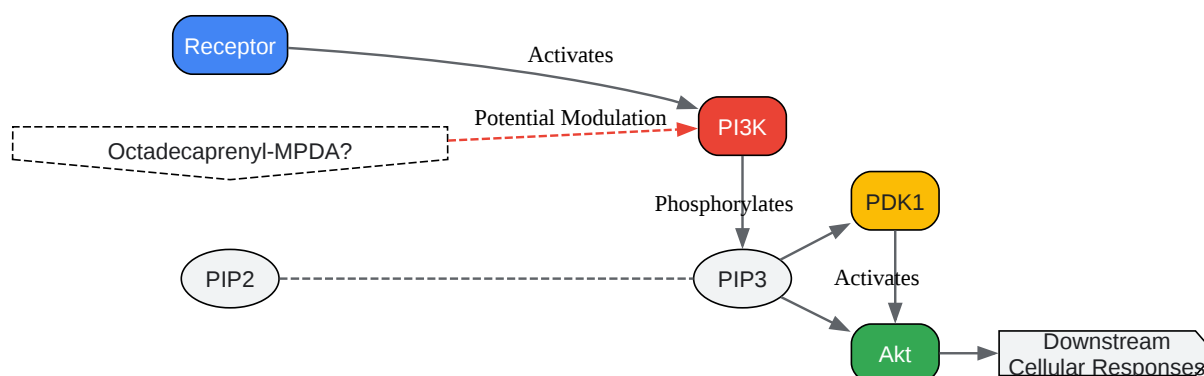 Receptor
Activates
Potential Modulation
PI3K
Octadecaprenyl-MPDA?
Phosphorylates
PDK1
PIP2
PIP3
Activates
Akt
Downstream
Cellular Responses